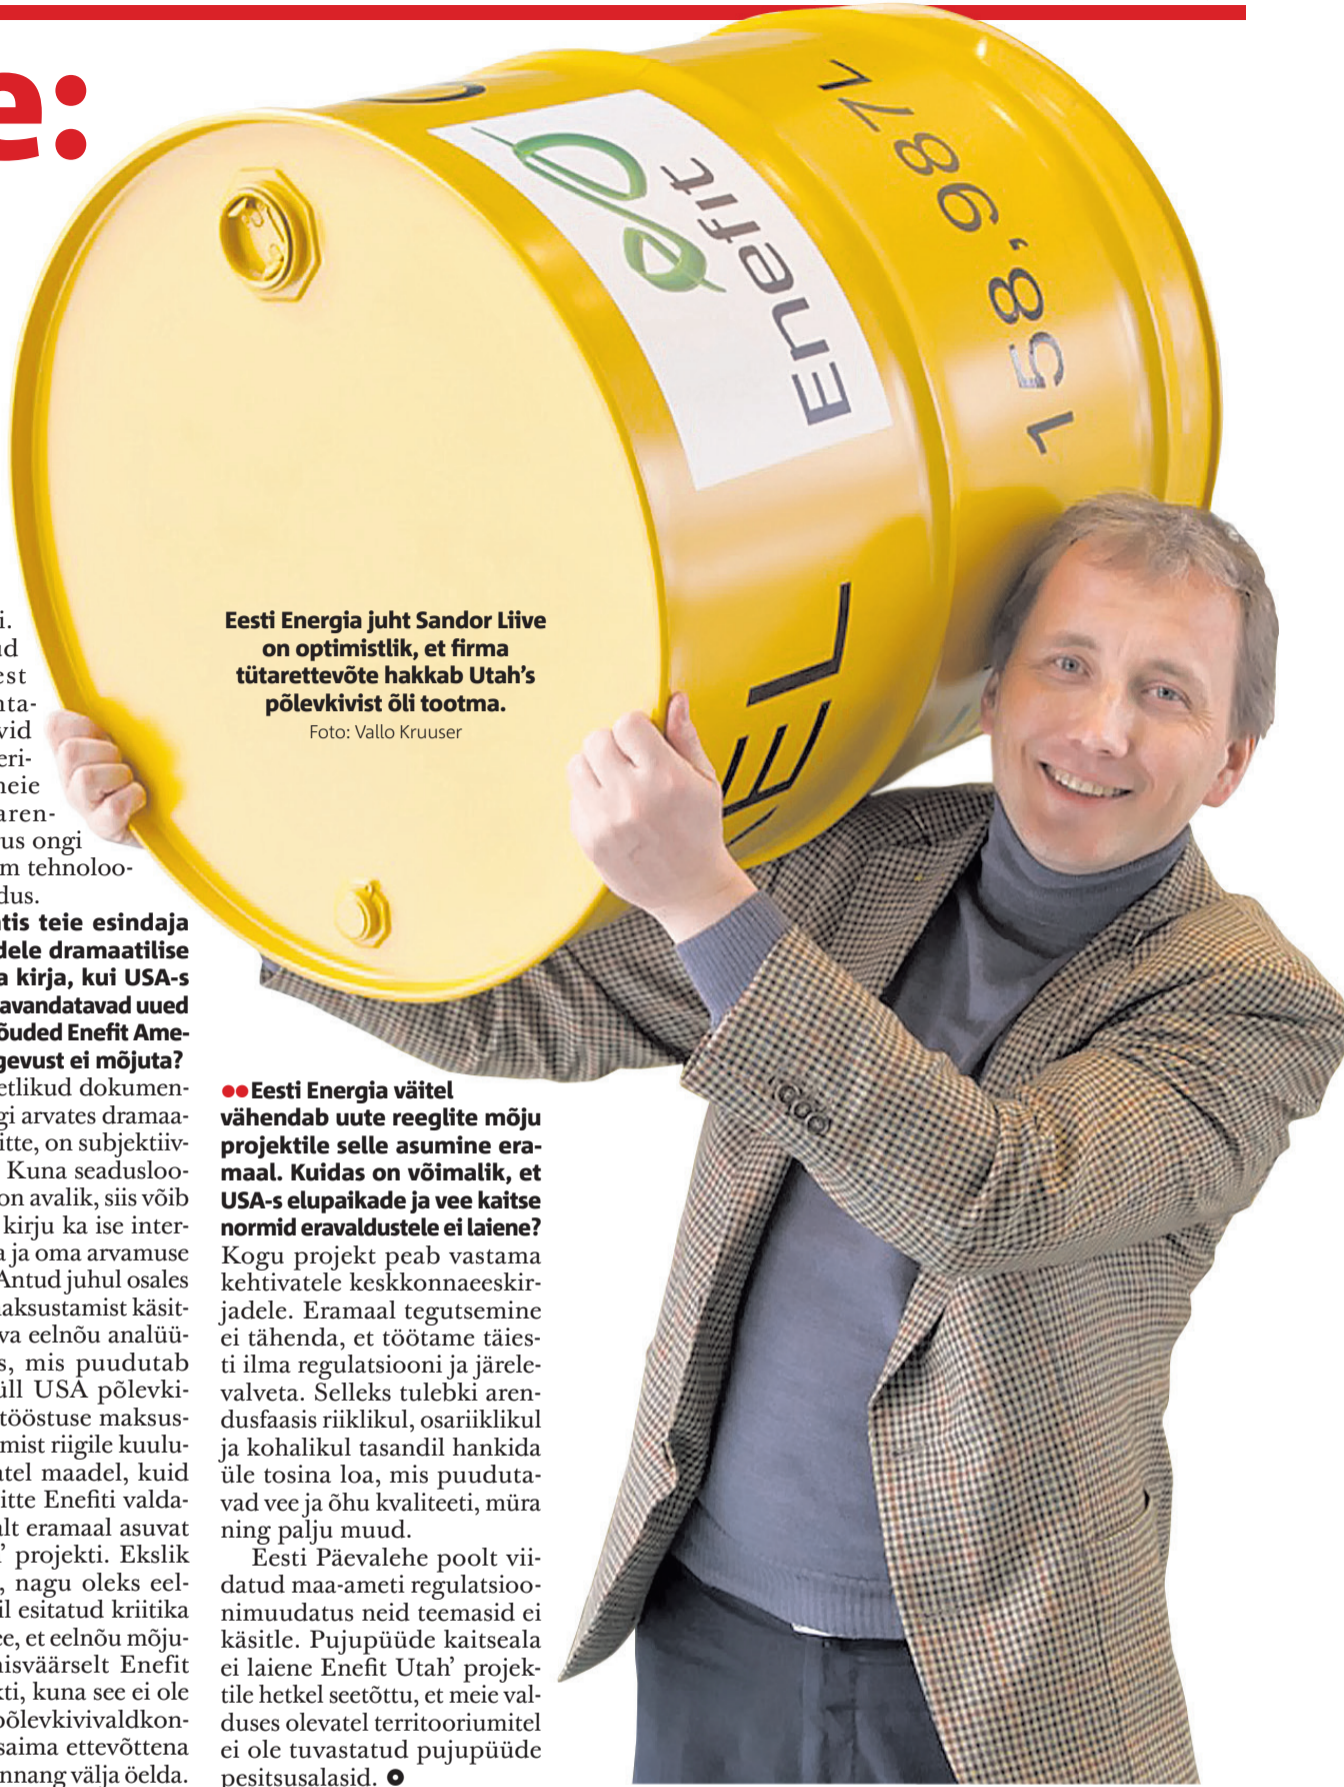 e:
Enefit
158,987L
EL
Eesti Energia juht Sandor Liive
on optimistlik, et firma
tütarettevõte hakkab Utah's
põlevkivist õli tootma.
Foto: Vallo Kruuser
i.
est
vid
aren-
us ongi
m tehnoloo-
dus.
tis teie esindaja
dele dramaatilise
a kirja, kui USA-s
avandatavad uued
õuded Enefit Ame-
gevust ei mõjuta?
etlikud dokumen-
gi arvates dramaa-
itte, on subjektiiv-
Kuna seadusloo-
on avalik, siis võib
kirju ka ise inter-
a ja oma arvamuse
Antud juhul osales
aksustamist käsit-
va eelnõu analüü-
s, mis puudutab
üll USA põlevki-
tööstuse maksus-
mist riigile kuulu-
atel maadel, kuid
itte Enefiti valda-
alt eramaal asuvat
' projekti. Ekslik
, nagu oleks eel-
il esitatud kriitika
ee, et eelnõu mõju-
isväärselt Enefit
kti, kuna see ei ole
põlevkivivaldkon-
saima ettevõttena
nnang välja öelda.
●●Eesti Energia väitel
vähendab uute reeglite mõju
projektile selle asumine era-
maal. Kuidas on võimalik, et
USA-s elupaikade ja vee kaitse
normid eravaldustele ei laiene?
Kogu projekt peab vastama
kehtivatele keskkonnaeeskir-
jadele. Eramaal tegutsemine
ei tähenda, et töötame täies-
ti ilma regulatsiooni ja järele-
valveta. Selleks tulebki aren-
dusfaasis riiklikul, osariiklikul
ja kohalikul tasandil hankida
üle tosina loa, mis puuduta-
vad vee ja õhu kvaliteeti, müra
ning palju muud.
Eesti Päevalehe poolt vii-
datud maa-ameti regulatsioo-
nimuudatus neid teemasid ei
käsitle. Pujupüüde kaitseala
ei laiene Enefit Utah' projek-
tile hetkel seetõttu, et meie val-
duses olevatel territooriumitel
ei ole tuvastatud pujupüüde
pesitsusalasid.